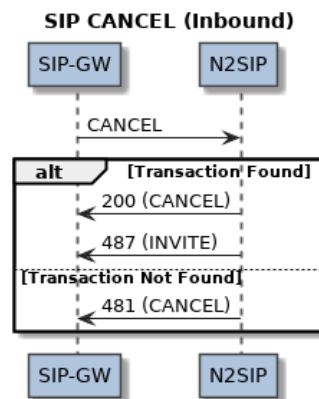 SIP CANCEL (Inbound)
SIP-GW N2SIP
CANCEL
alt [Transaction Found]
200 (CANCEL)
487 (INVITE)
[Transaction Not Found]
481 (CANCEL)
SIP-GW N2SIP